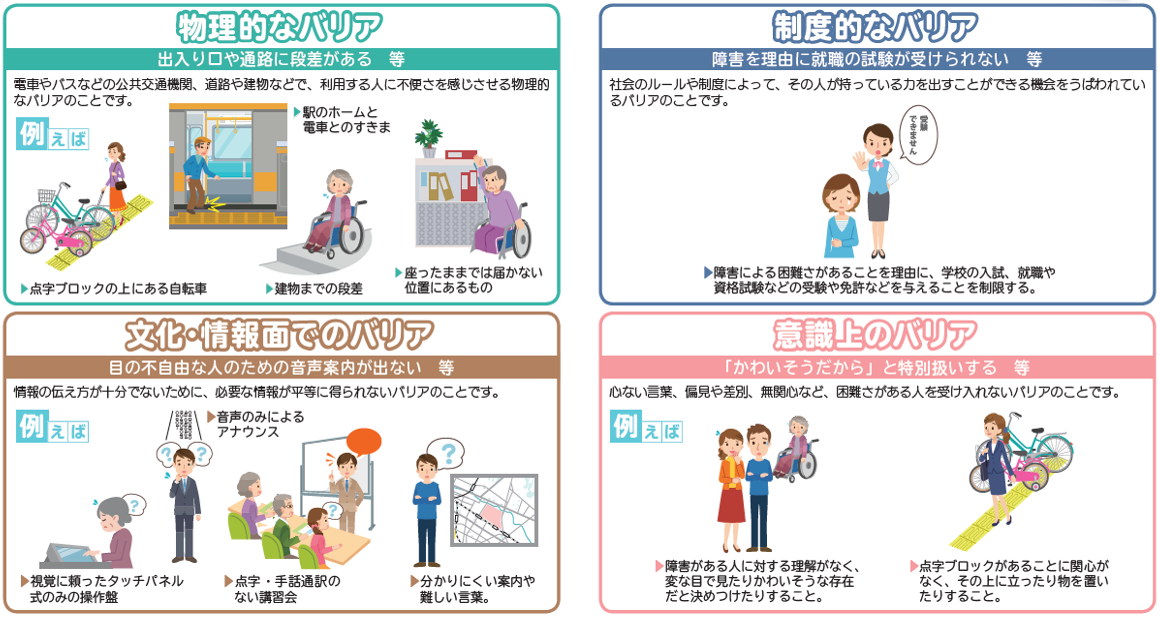 物理的なバリア
出入り口や通路に段差がある　等
電車やバスなどの公共交通機関、道路や建物などで、利用する人に不便さを感じさせる物理的
なバリアのことです。
例えば
▶駅のホームと
電車とのすきま
▶点字ブロックの上にある自転車
▶建物までの段差
▶座ったままでは届かない
位置にあるもの
制度的なバリア
障害を理由に就職の試験が受けられない　等
社会のルールや制度によって、その人が持っている力を出すことができる機会をうばわれてい
るバリアのことです。
受験
できません
▶障害による困難さがあることを理由に、学校の入試、就職や
資格試験などの受験や免許などを与えることを制限する。
文化・情報面でのバリア
目の不自由な人のための音声案内が出ない　等
情報の伝え方が十分でないために、必要な情報が平等に得られないバリアのことです。
例えば
▶音声のみによる
アナウンス
?
?
?
?
?
▶視覚に頼ったタッチパネル
式のみの操作盤
▶点字・手話通訳の
ない講習会
▶分かりにくい案内や
難しい言葉。
意識上のバリア
「かわいそうだから」と特別扱いする　等
心ない言葉、偏見や差別、無関心など、困難さがある人を受け入れないバリアのことです。
例えば
▶障害がある人に対する理解がなく、
変な目で見たりかわいそうな存在
だと決めつけたりすること。
▶点字ブロックがあることに関心が
なく、その上に立ったり物を置い
たりすること。